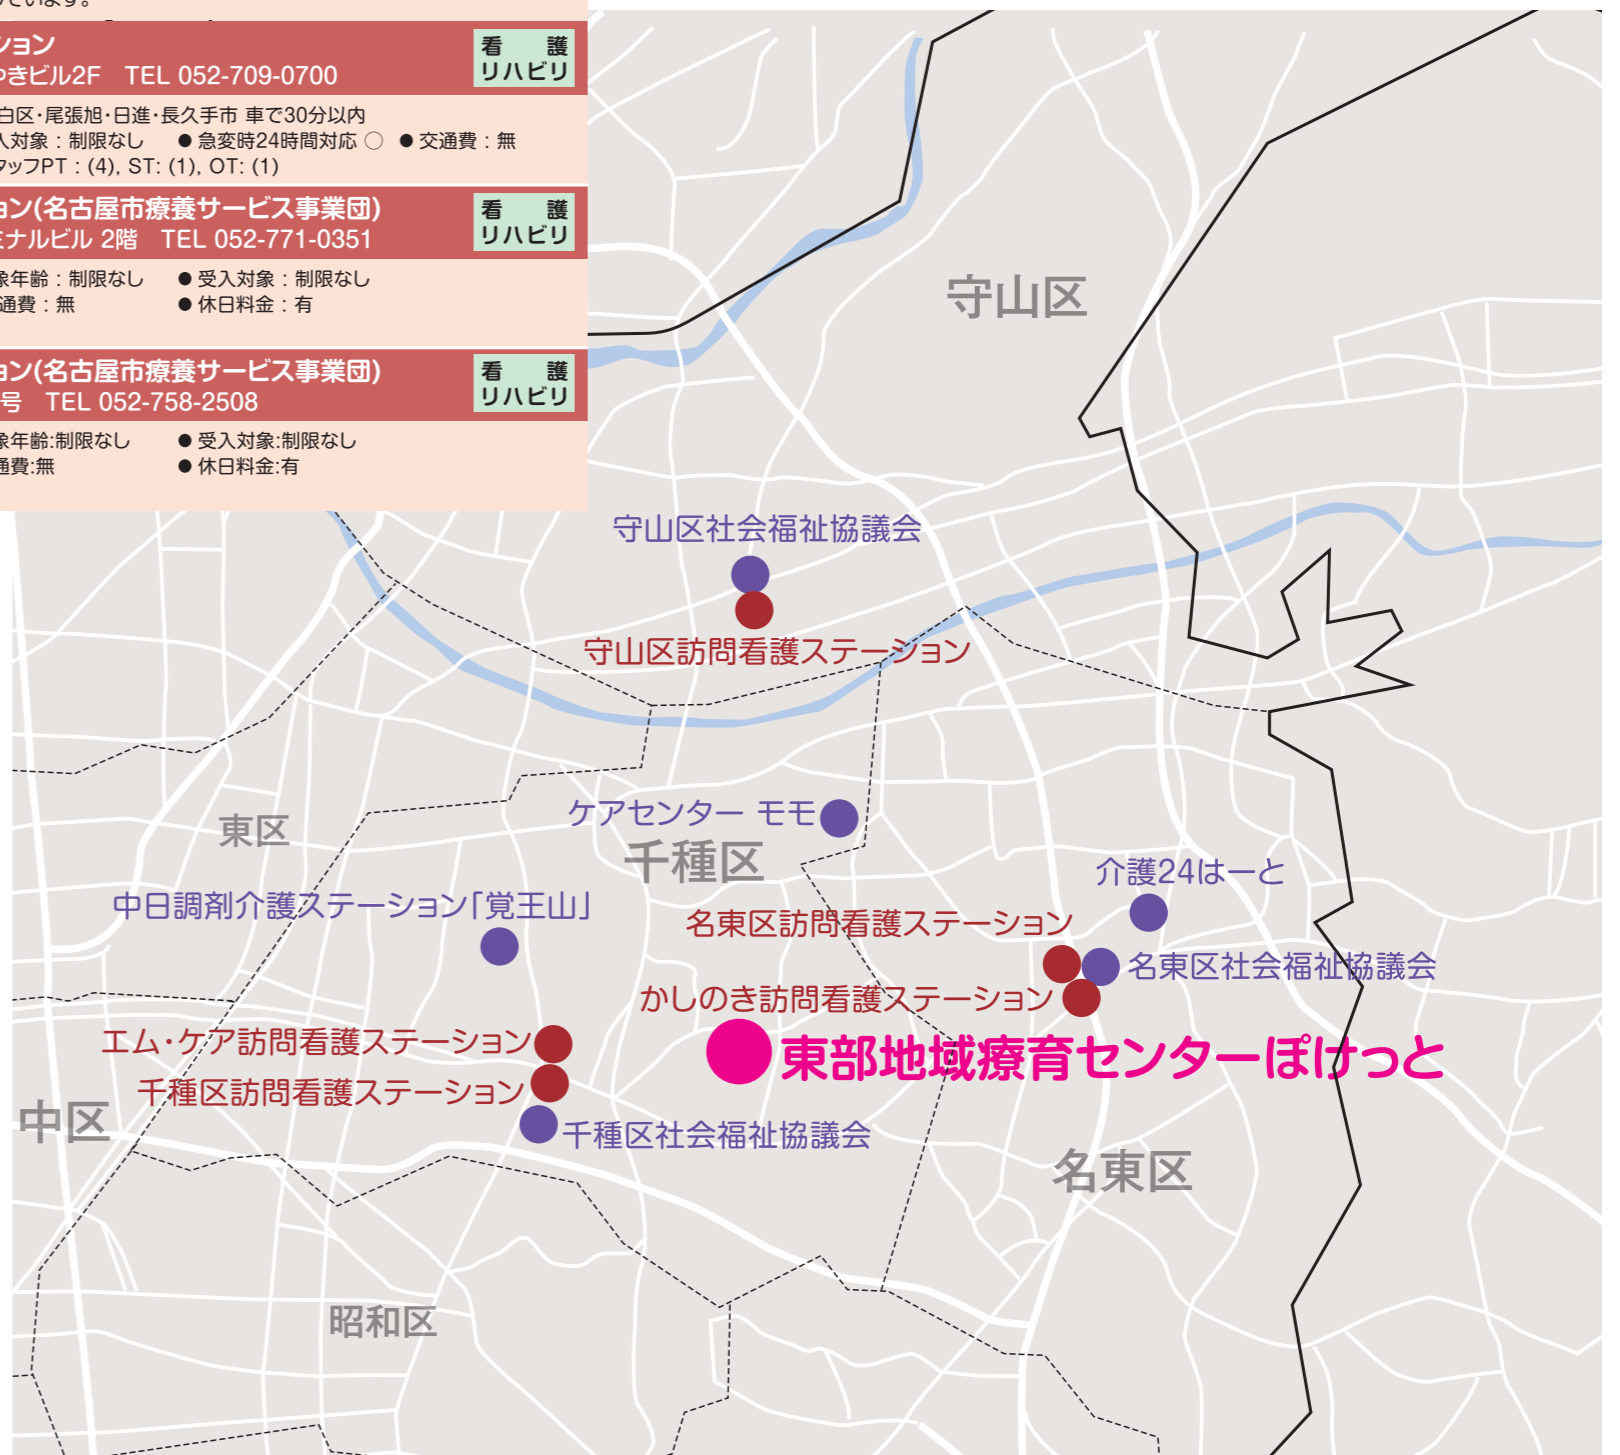 ています。
ション
やきビル2F　TEL 052-709-0700
看　護
リハビリ
白区・尾張旭・日進・長久手市 車で30分以内
入対象：制限なし　● 急変時24時間対応 ○　● 交通費：無
タッフPT：(4), ST: (1), OT: (1)
ョン(名古屋市療養サービス事業団)
ミナルビル 2階　TEL 052-771-0351
看　護
リハビリ
象年齢：制限なし　● 受入対象：制限なし
通費：無　● 休日料金：有
ョン(名古屋市療養サービス事業団)
号　TEL 052-758-2508
看　護
リハビリ
象年齢:制限なし　● 受入対象:制限なし
通費:無　● 休日料金:有
守山区
守山区社会福祉協議会
守山区訪問看護ステーション
ケアセンター モモ
東区
千種区
介護24はーと
中日調剤介護ステーション「覚王山」
名東区訪問看護ステーション
名東区社会福祉協議会
かしのき訪問看護ステーション
エム・ケア訪問看護ステーション
東部地域療育センターぽけっと
千種区訪問看護ステーション
中区
千種区社会福祉協議会
名東区
昭和区